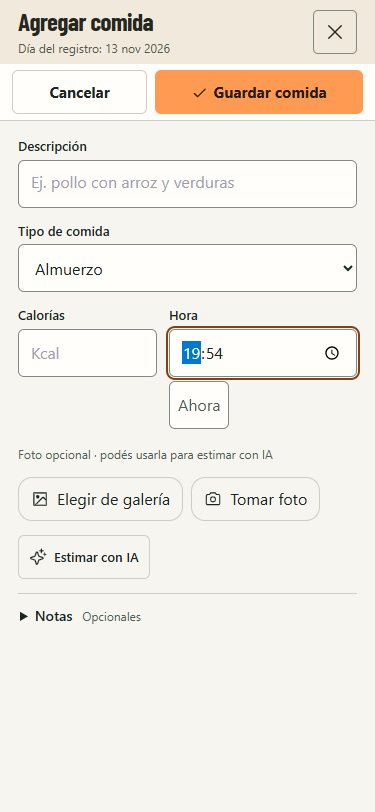 Agregar comida
Día del registro: 13 nov 2026
Cancelar
Guardar comida
Descripción
Ej. pollo con arroz y verduras
Tipo de comida
Almuerzo
Calorías
Hora
Kcal
19:54
Ahora
Foto opcional · podés usarla para estimar con IA
Elegir de galería
Tomar foto
Estimar con IA
Notas Opcionales